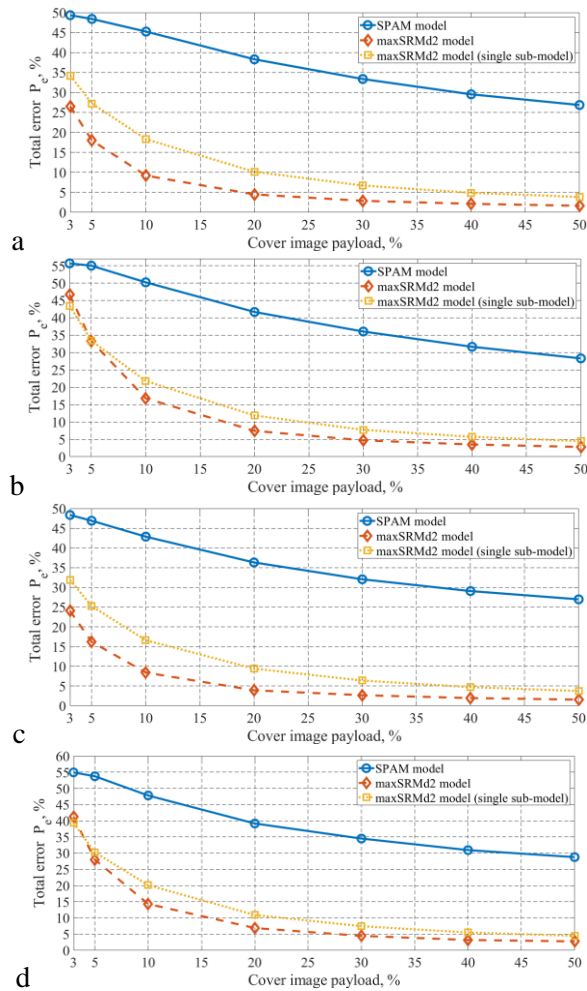 50
45
40
35
30
25
20
15
10
5
0
Total error P_e, %
SPAM model
maxSRMd2 model
maxSRMd2 model (single sub-model)
3 5 10 15 20 25 30 35 40 45 50
Cover image payload, %
a
55
50
45
40
35
30
25
20
15
10
5
0
Total error P_e, %
SPAM model
maxSRMd2 model
maxSRMd2 model (single sub-model)
3 5 10 15 20 25 30 35 40 45 50
Cover image payload, %
b
50
45
40
35
30
25
20
15
10
5
0
Total error P_e, %
SPAM model
maxSRMd2 model
maxSRMd2 model (single sub-model)
3 5 10 15 20 25 30 35 40 45 50
Cover image payload, %
c
60
55
50
45
40
35
30
25
20
15
10
5
0
Total error P_e, %
SPAM model
maxSRMd2 model
maxSRMd2 model (single sub-model)
3 5 10 15 20 25 30 35 40 45 50
Cover image payload, %
d